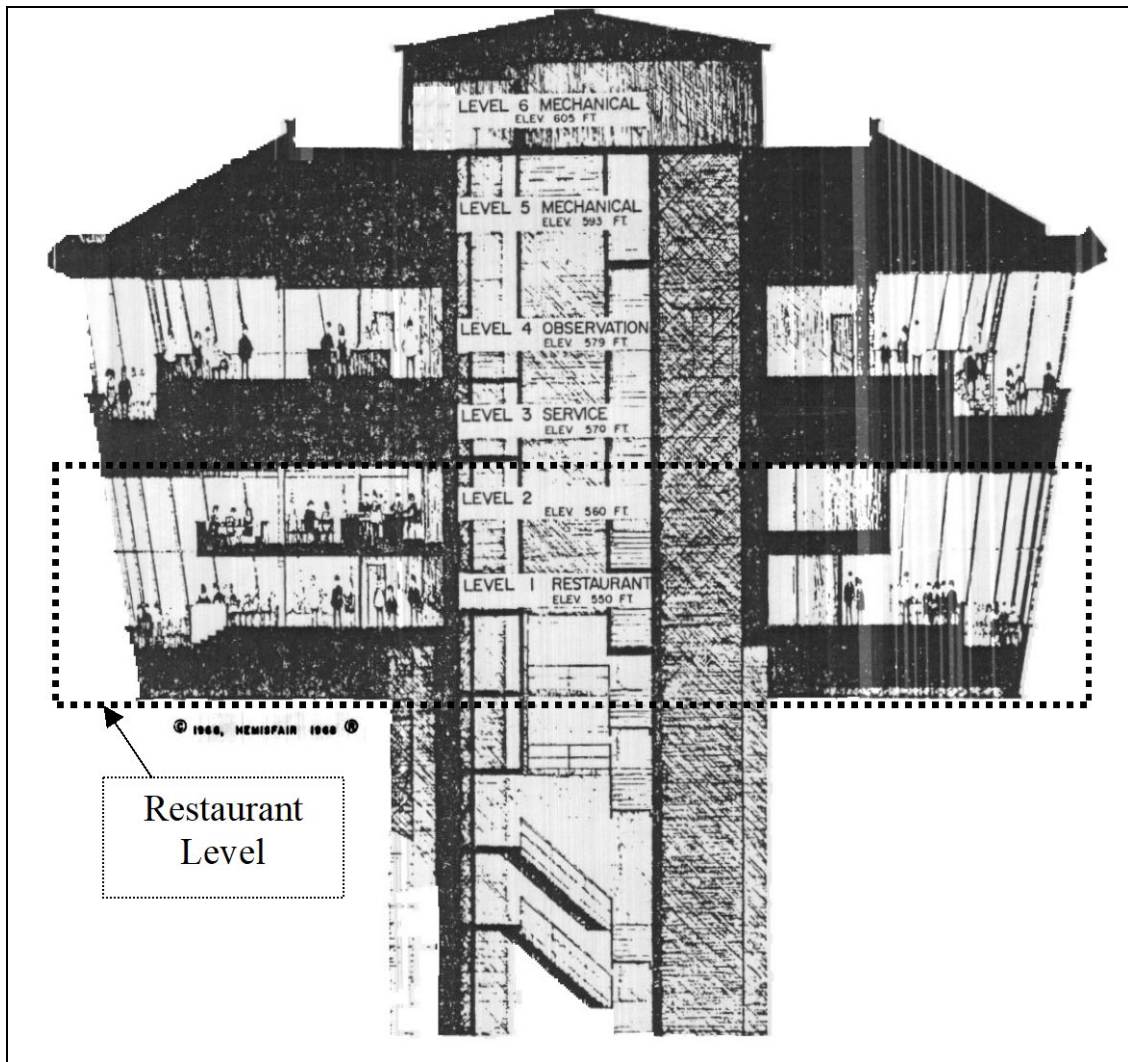 LEVEL 6 MECHANICAL
ELEV 605 FT.
LEVEL 5 MECHANICAL
ELEV. 593 FT.
LEVEL 4 OBSERVATION
ELEV. 579 FT.
LEVEL 3 SERVICE
ELEV. 570 FT.
LEVEL 2
ELEV. 560 FT.
LEVEL 1 RESTAURANT
ELEV. 550 FT.
© 1966, HEMISFAIR 1968 ®
Restaurant
Level